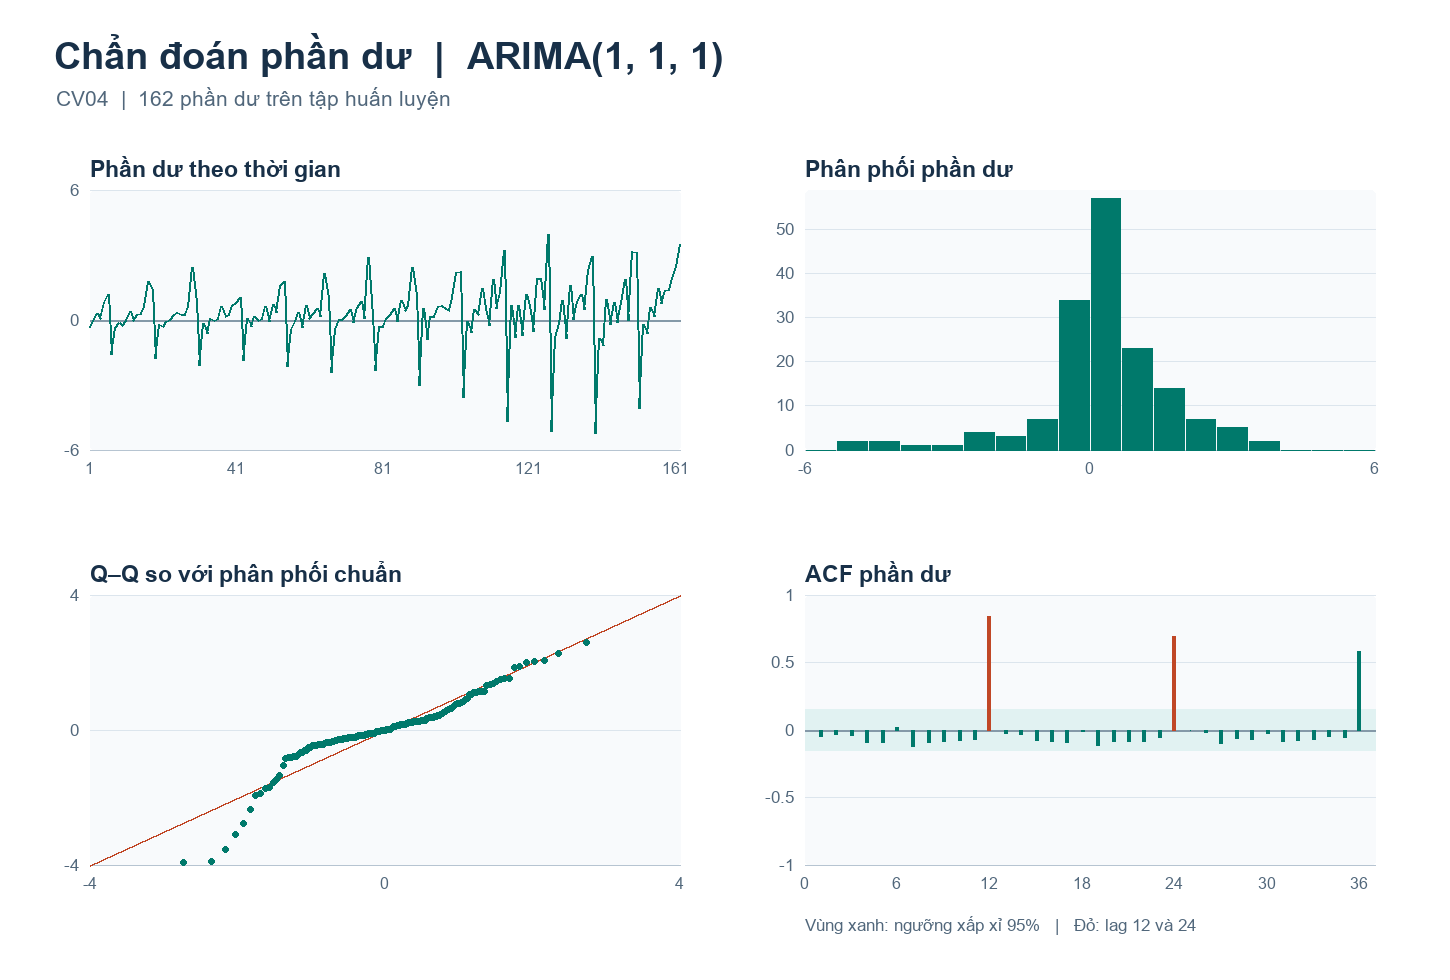 Chẩn đoán phần dư | ARIMA(1, 1, 1)
CV04 | 162 phần dư trên tập huấn luyện
Phần dư theo thời gian
6
0
-6
1 41 81 121 161
Phân phối phần dư
50
40
30
20
10
0
-6 0 6
Q–Q so với phân phối chuẩn
4
0
-4
-4 0 4
ACF phần dư
1
0.5
0
-0.5
-1
0 6 12 18 24 30 36
Vùng xanh: ngưỡng xấp xỉ 95% | Đỏ: lag 12 và 24